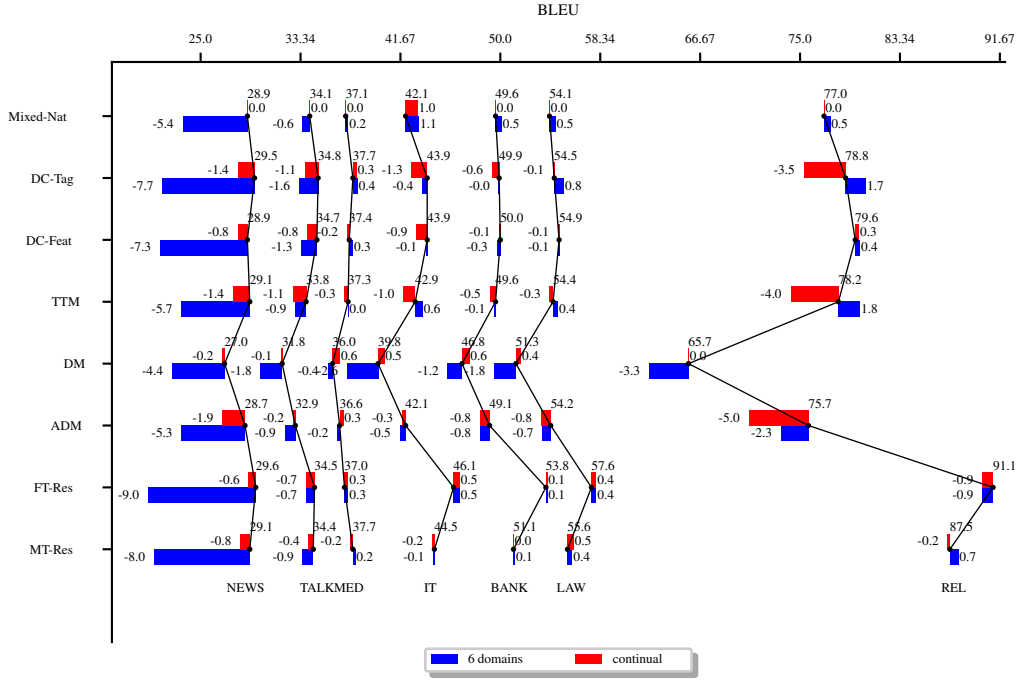 BLEU
25.0 33.34 41.67 50.0 58.34 66.67 75.0 83.34 91.67
28.9 34.1 37.1 42.1 49.6 54.1 77.0
0.0 0.0 0.0 1.0 0.0 0.0 0.0
Mixed-Nat
-5.4 -0.6 0.2 1.1 0.5 0.5 0.5
29.5 34.8 37.7 43.9 49.9 54.5 78.8
-1.4 -1.1 0.3 -1.3 -0.6 -0.1 -3.5
DC-Tag
-7.7 -1.6 0.4 -0.4 -0.0 0.8 1.7
28.9 34.7 37.4 43.9 50.0 54.9 79.6
-0.8 -0.8 -0.2 -0.9 -0.1 -0.1 0.3
DC-Feat
-7.3 -1.3 0.3 -0.1 -0.3 -0.1 0.4
29.1 33.8 37.3 42.9 49.6 54.4 78.2
-1.4 -1.1 -0.3 -1.0 -0.5 -0.3 -4.0
TTM
-5.7 -0.9 0.0 0.6 -0.1 0.4 1.8
27.0 31.8 36.0 39.8 46.8 51.3 65.7
-0.2 -0.1 0.6 0.5 0.6 0.4 0.0
DM
-4.4 -1.8 -0.4 -2.6 -1.2 -1.8 -3.3
28.7 32.9 36.6 42.1 49.1 54.2 75.7
-1.9 -0.2 0.3 -0.3 -0.8 -0.8 -5.0
ADM
-5.3 -0.9 -0.2 -0.5 -0.8 -0.7 -2.3
29.6 34.5 37.0 46.1 53.8 57.6 91.1
-0.6 -0.7 0.3 0.5 0.1 0.4 -0.9
FT-Res
-9.0 -0.7 0.3 0.5 0.1 0.4 -0.9
29.1 34.4 37.7 44.5 51.1 55.6 87.5
-0.8 -0.4 -0.2 -0.2 0.0 0.5 -0.2
MT-Res
-8.0 -0.9 0.2 -0.1 0.1 0.4 0.7
NEWS TALK MED IT BANK LAW REL
6 domains continual